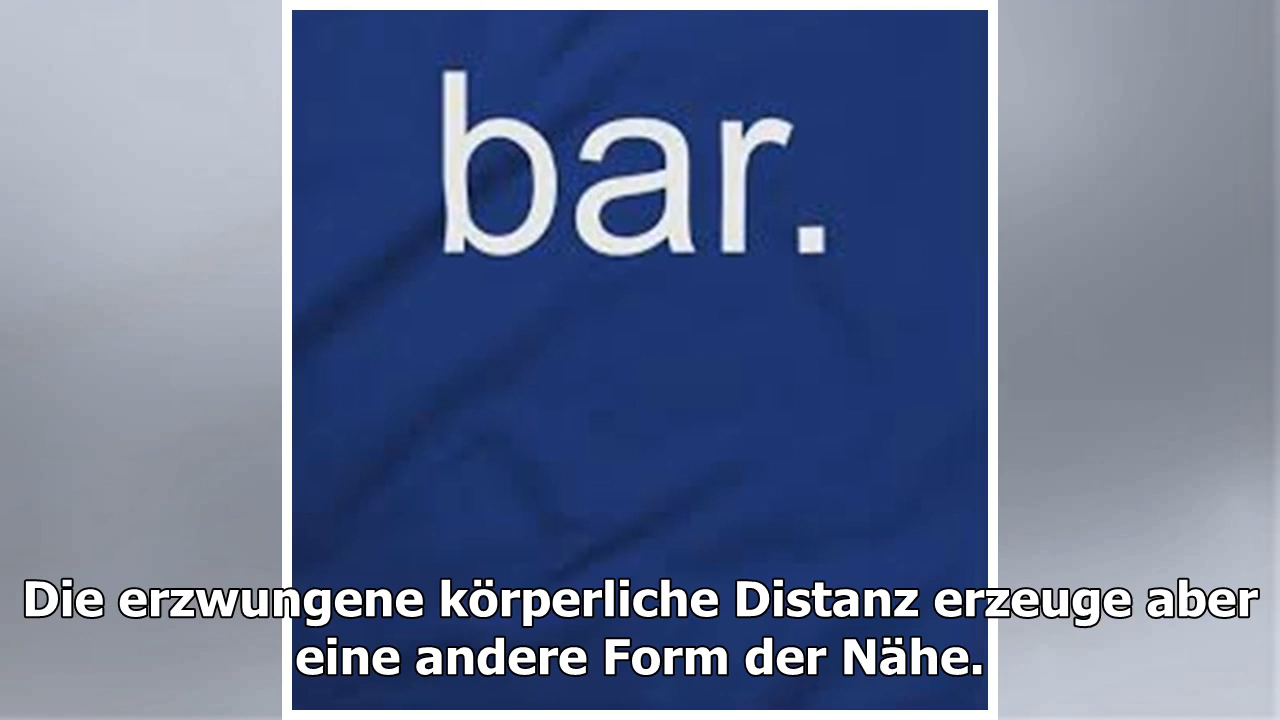 bar.
Die erzwungene körperliche Distanz erzeuge aber
eine andere Form der Nähe.